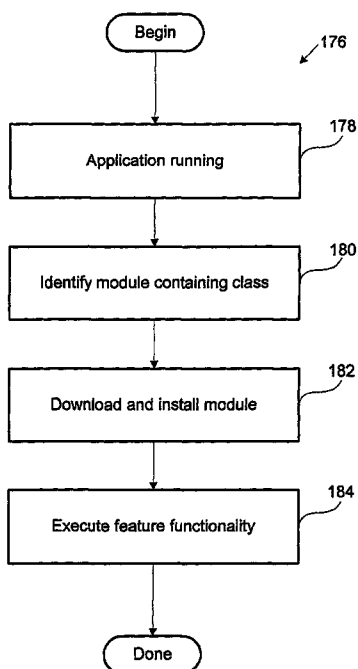 Begin
176
Application running
178
Identify module containing class
180
Download and install module
182
Execute feature functionality
184
Done